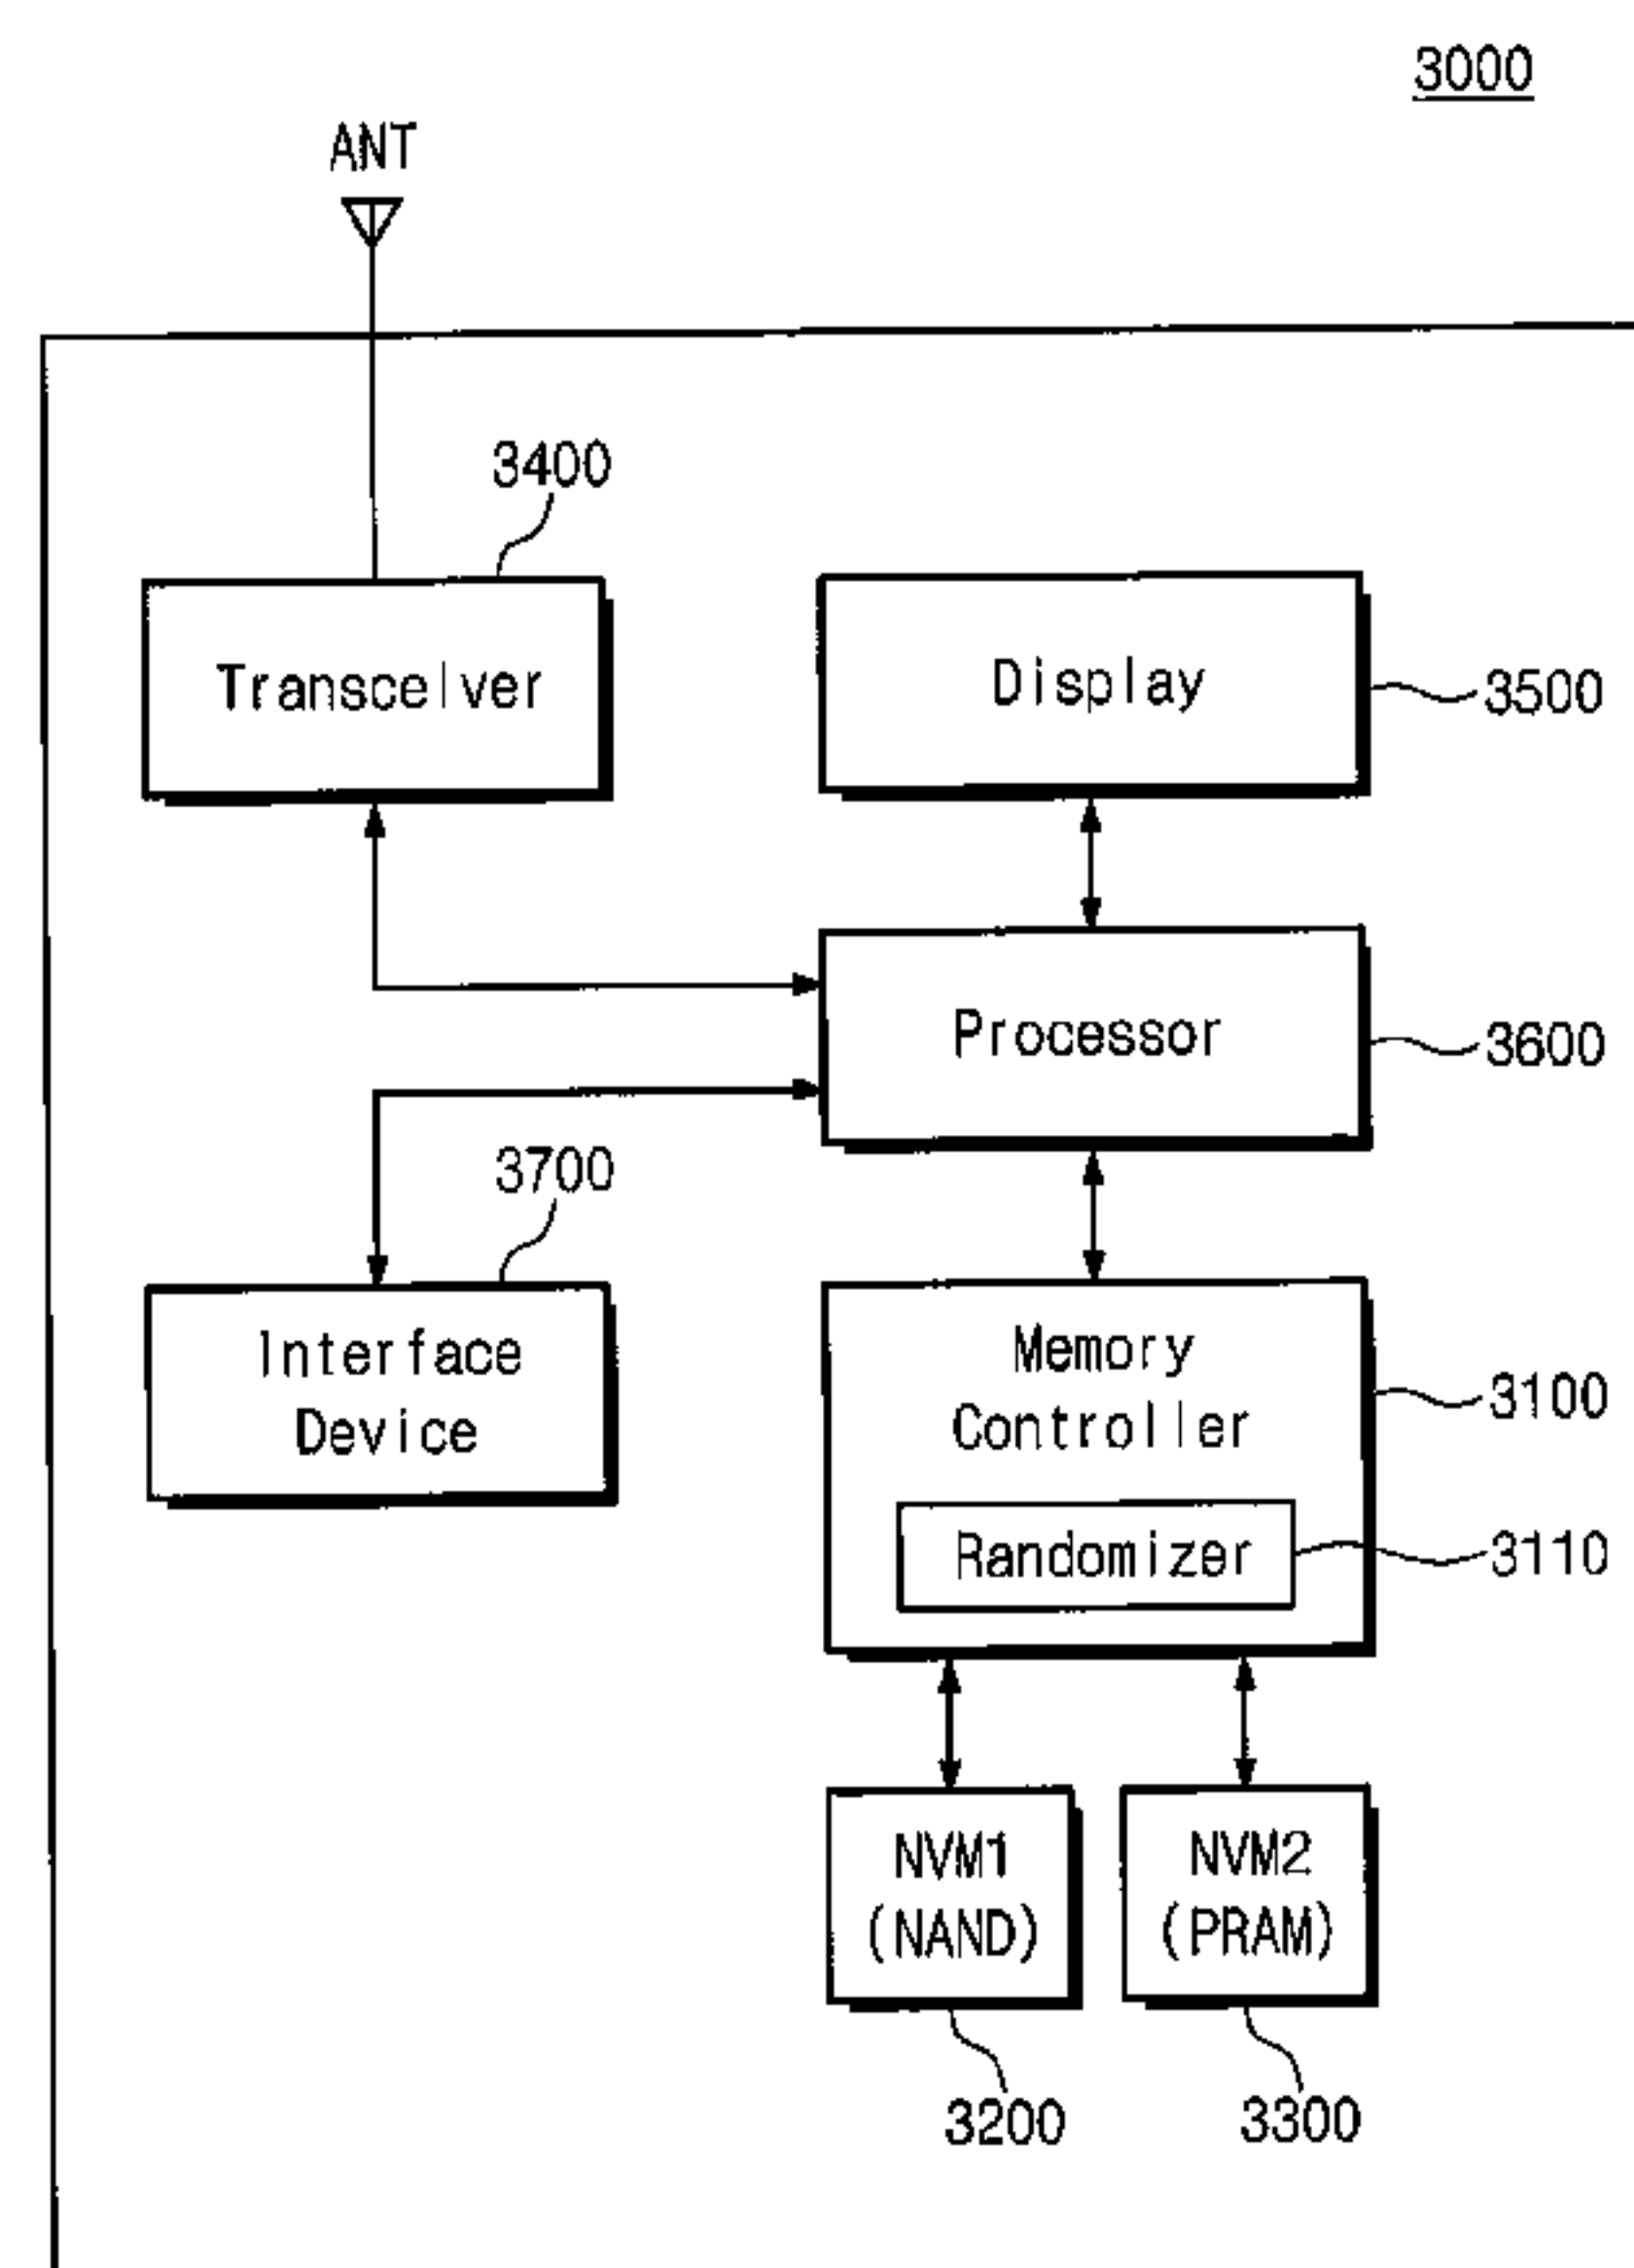 3000
ANT
3400
Transceiver
Display
3500
Processor
3600
3700
Interface
Device
Memory
Controller
3100
Randomizer
3110
NVM1
(NAND)
NVM2
(PRAM)
3200
3300